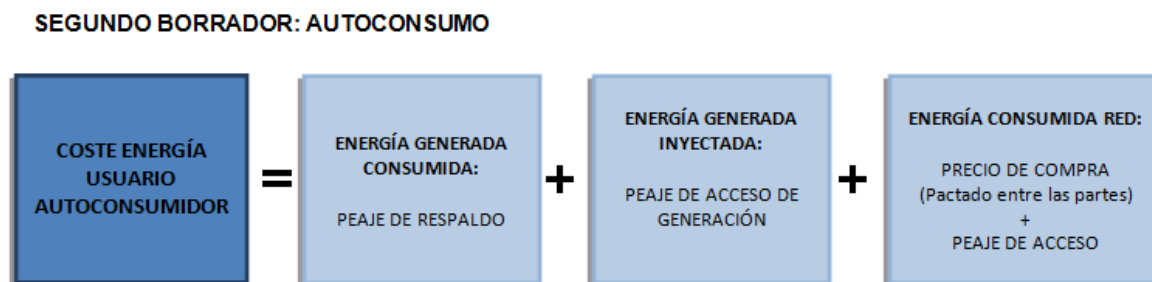 SEGUNDO BORRADOR: AUTOCONSUMO
COSTE ENERGÍA
USUARIO
AUTOCONSUMIDOR
=
ENERGÍA GENERADA
CONSUMIDA:
PEAJE DE RESPALDO
+
ENERGÍA GENERADA
INYECTADA:
PEAJE DE ACCESO DE
GENERACIÓN
+
ENERGÍA CONSUMIDA RED:
PRECIO DE COMPRA
(Pactado entre las partes)
+
PEAJE DE ACCESO